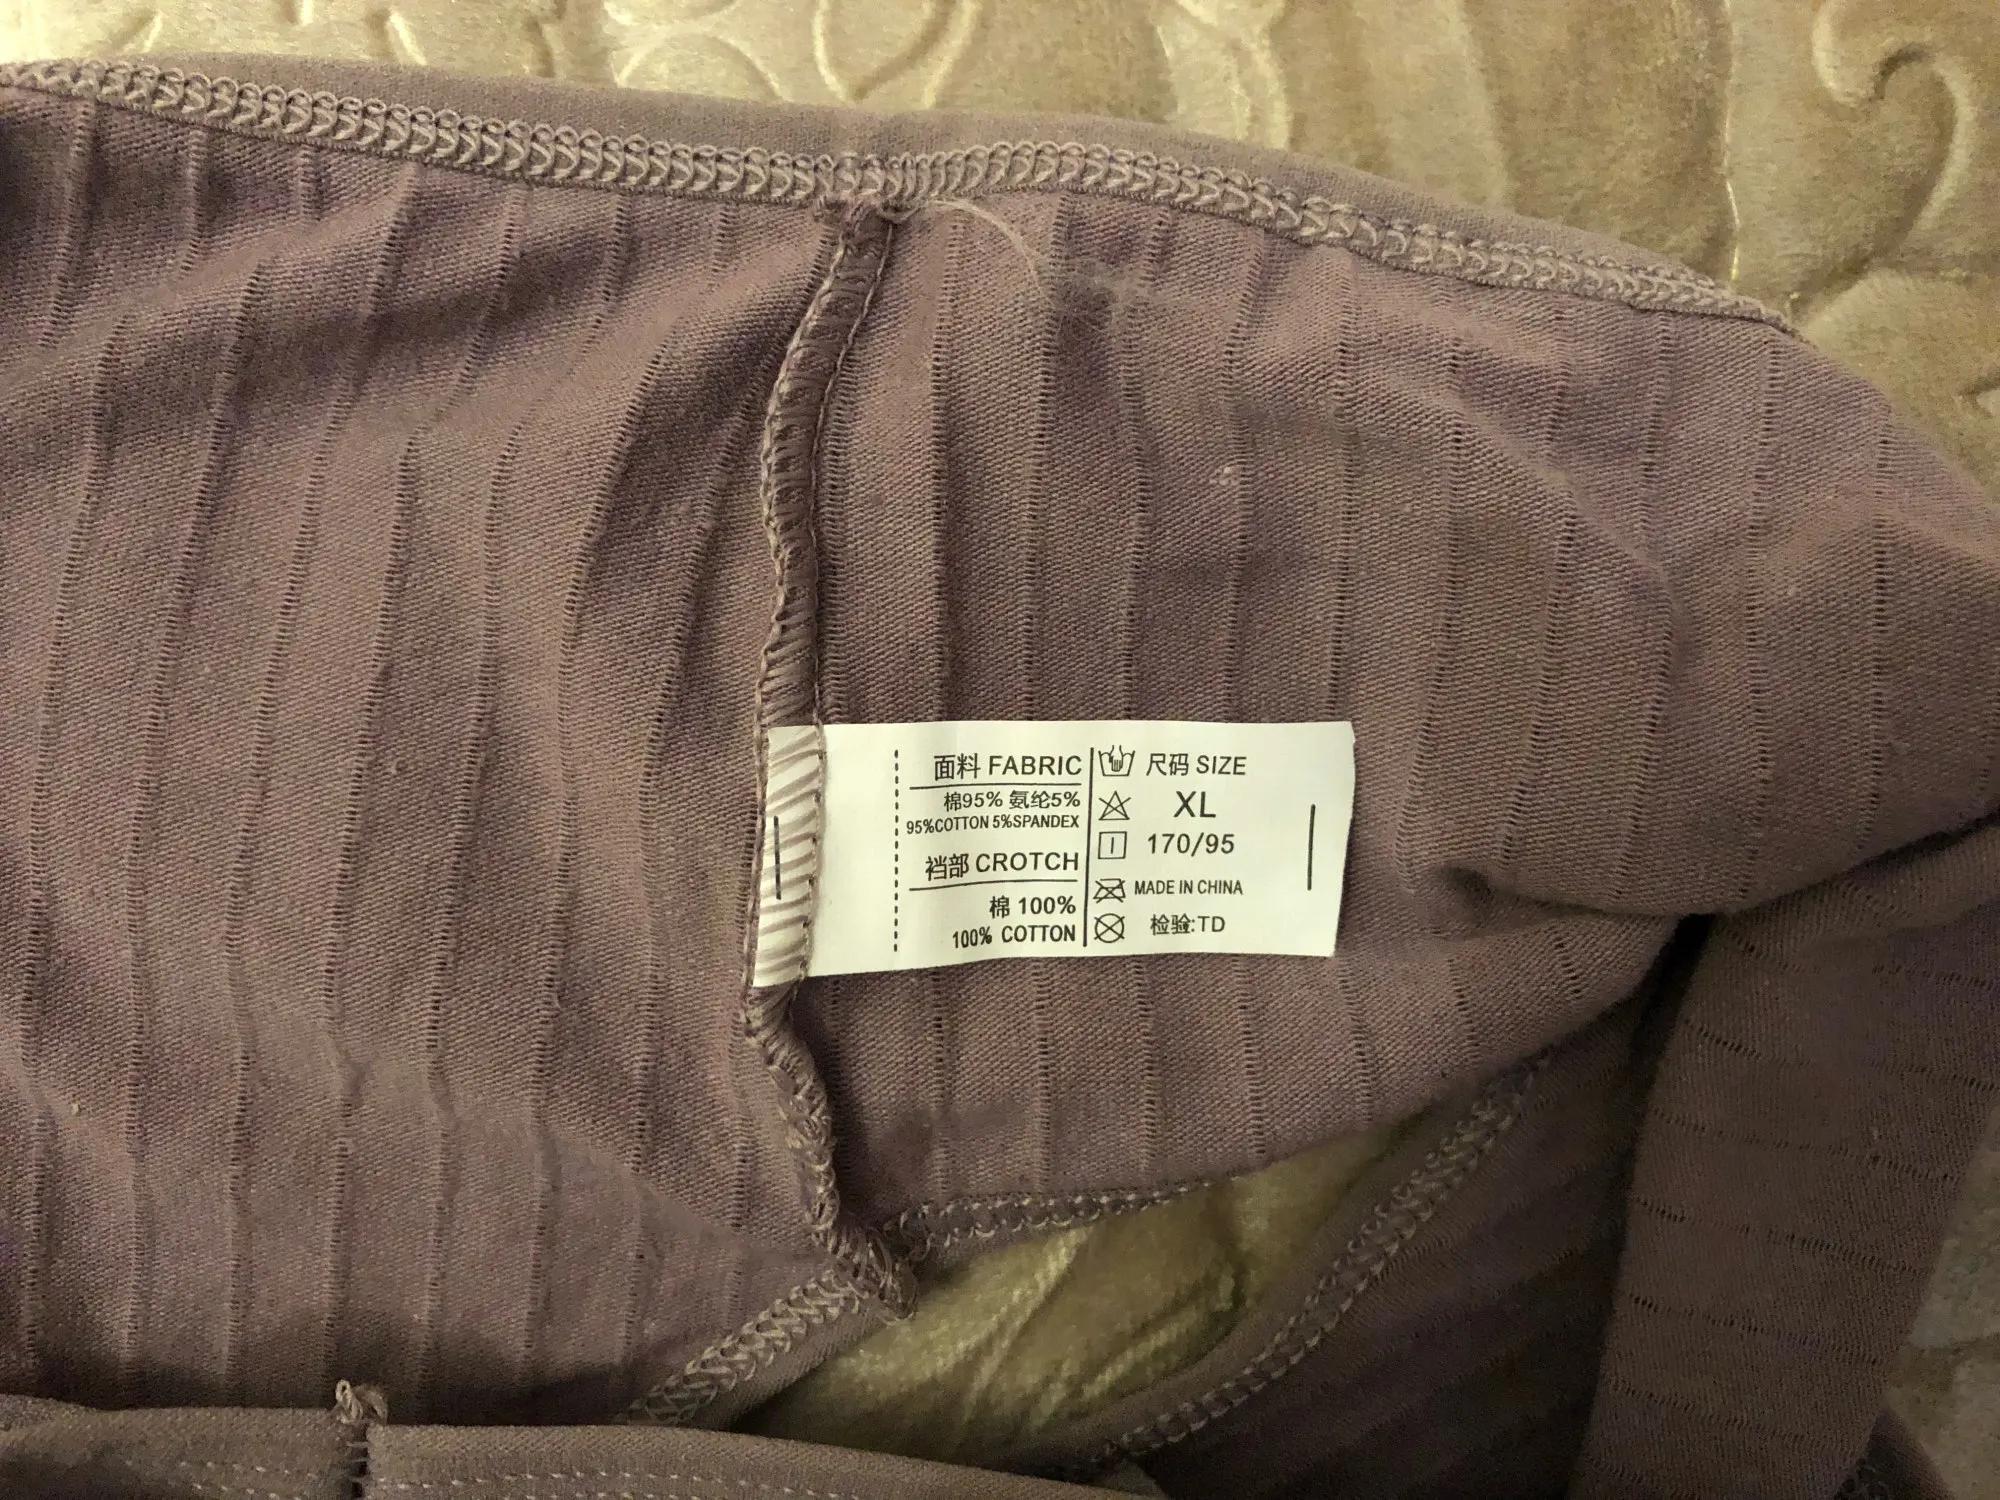 面料 FABRIC
棉95% 氨纶5%
95%COTTON 5%SPANDEX
裆部 CROTCH
棉 100%
100% COTTON
尺码 SIZE
XL
170/95
MADE IN CHINA
检验:TD